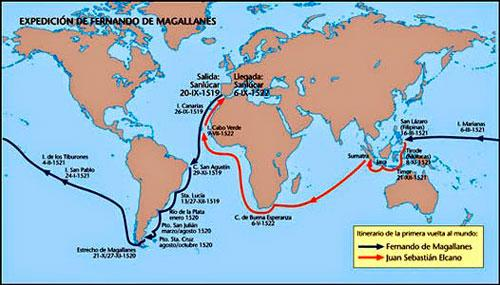 EXPEDICIÓN DE FERNANDO DE MAGALLANES
Salida:
Sanlúcar
20-IX-1519
Llegada:
Sanlúcar
6-IX-1522
I. Canarias
26-IX-1519
I. Cabo Verde
9-VII-1522
San Lázaro
(Filipinas)
16-III-1521
I. Marianas
6-III-1521
I. de los Tiburones
4-II-1521
I. San Pablo
24-I-1521
C. San Agustín
29-XI-1519
Sumatra
Java
Tidore
(Molucas)
8-XI-1521
Timor
21-XII-1521
Sta. Lucía
13/27-XII-1519
Río de la Plata
enero 1520
C. de Buena Esperanza
6-V-1522
Pto. San Julián
marzo/agosto 1520
Pto. Sta. Cruz
agosto/octubre 1520
Estrecho de Magallanes
21-X/27-XI-1520
Itinerario de la primera vuelta al mundo:
Fernando de Magallanes
Juan Sebastián Elcano